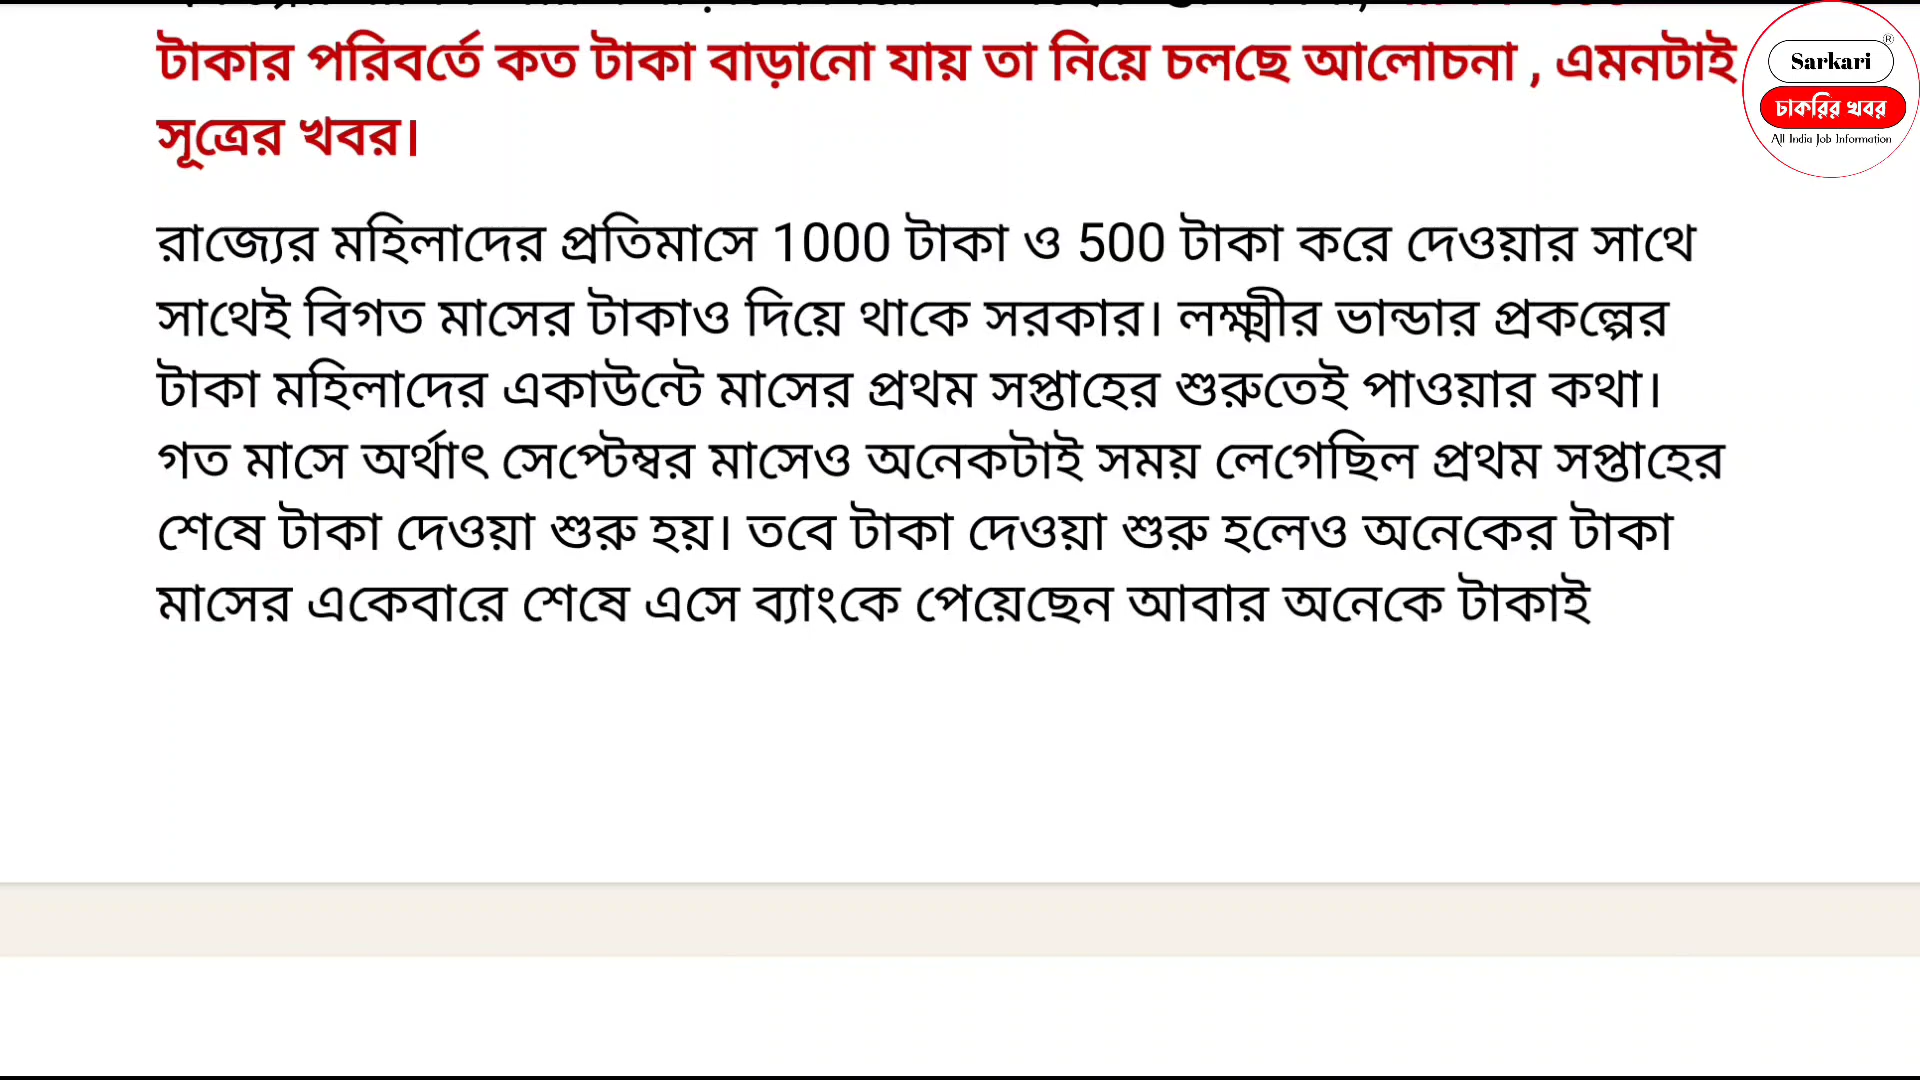 টাকার পরিবর্তে কত টাকা বাড়ানো যায় তা নিয়ে চলছে আলোচনা , এমনটাই
সূত্রের খবর।
Sarkari ®
চাকরির খবর
All India Job Information
রাজ্যের মহিলাদের প্রতিমাসে 1000 টাকা ও 500 টাকা করে দেওয়ার সাথে
সাথেই বিগত মাসের টাকাও দিয়ে থাকে সরকার। লক্ষ্মীর ভান্ডার প্রকল্পের
টাকা মহিলাদের একাউন্টে মাসের প্রথম সপ্তাহের শুরুতেই পাওয়ার কথা।
গত মাসে অর্থাৎ সেপ্টেম্বর মাসেও অনেকটাই সময় লেগেছিল প্রথম সপ্তাহের
শেষে টাকা দেওয়া শুরু হয়। তবে টাকা দেওয়া শুরু হলেও অনেকের টাকা
মাসের একেবারে শেষে এসে ব্যাংকে পেয়েছেন আবার অনেকে টাকাই